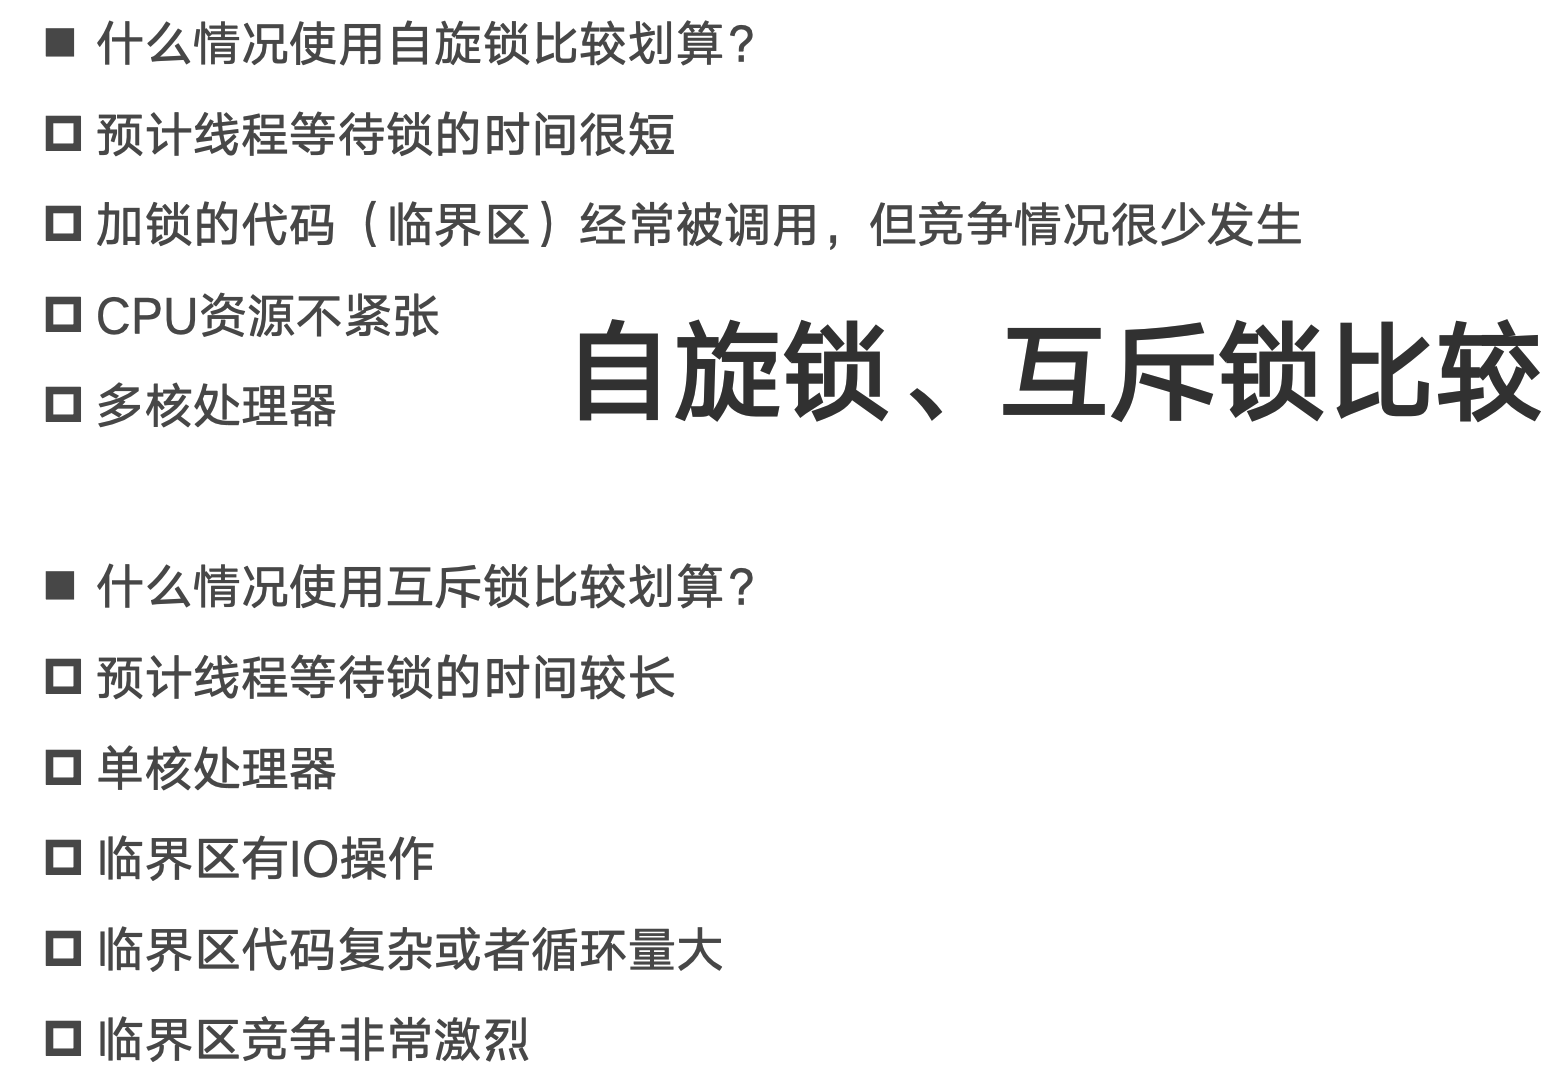 什么情况使用自旋锁比较划算?
预计线程等待锁的时间很短
加锁的代码（临界区）经常被调用，但竞争情况很少发生
CPU资源不紧张
自旋锁、互斥锁比较
多核处理器
什么情况使用互斥锁比较划算?
预计线程等待锁的时间较长
单核处理器
临界区有IO操作
临界区代码复杂或者循环量大
临界区竞争非常激烈